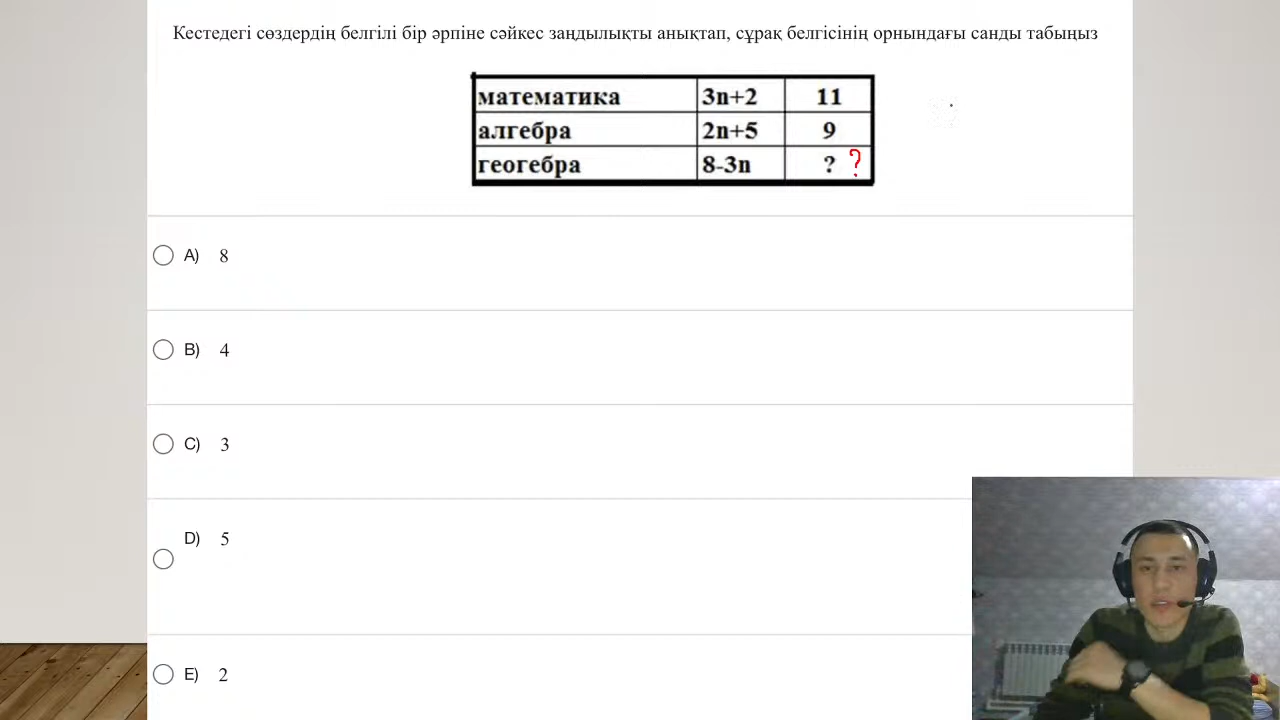 Кестедегі сөздердің белгілі бір әрпіне сәйкес заңдылықты анықтап, сұрақ белгісінің орнындағы санды табыңыз
математика 3n+2 11
алгебра 2n+5 9
геогебра 8-3n ? ?
A) 8
B) 4
C) 3
D) 5
E) 2